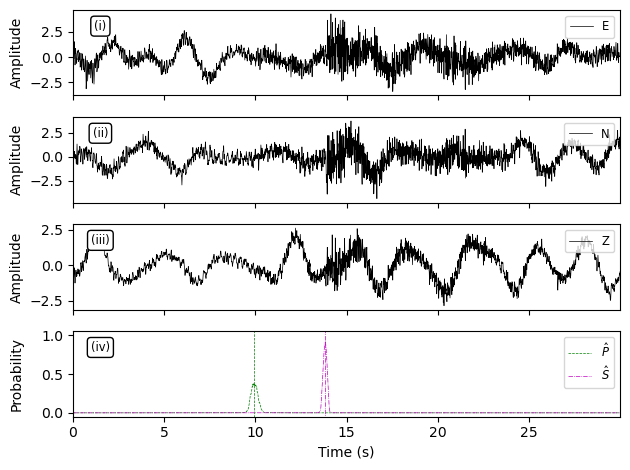 (i)
E
Amplitude
2.5
0.0
−2.5
(ii)
N
Amplitude
2.5
0.0
−2.5
(iii)
Z
Amplitude
2.5
0.0
−2.5
(iv)
P̂
Ŝ
Probability
1.0
0.5
0.0
0 5 10 15 20 25
Time (s)